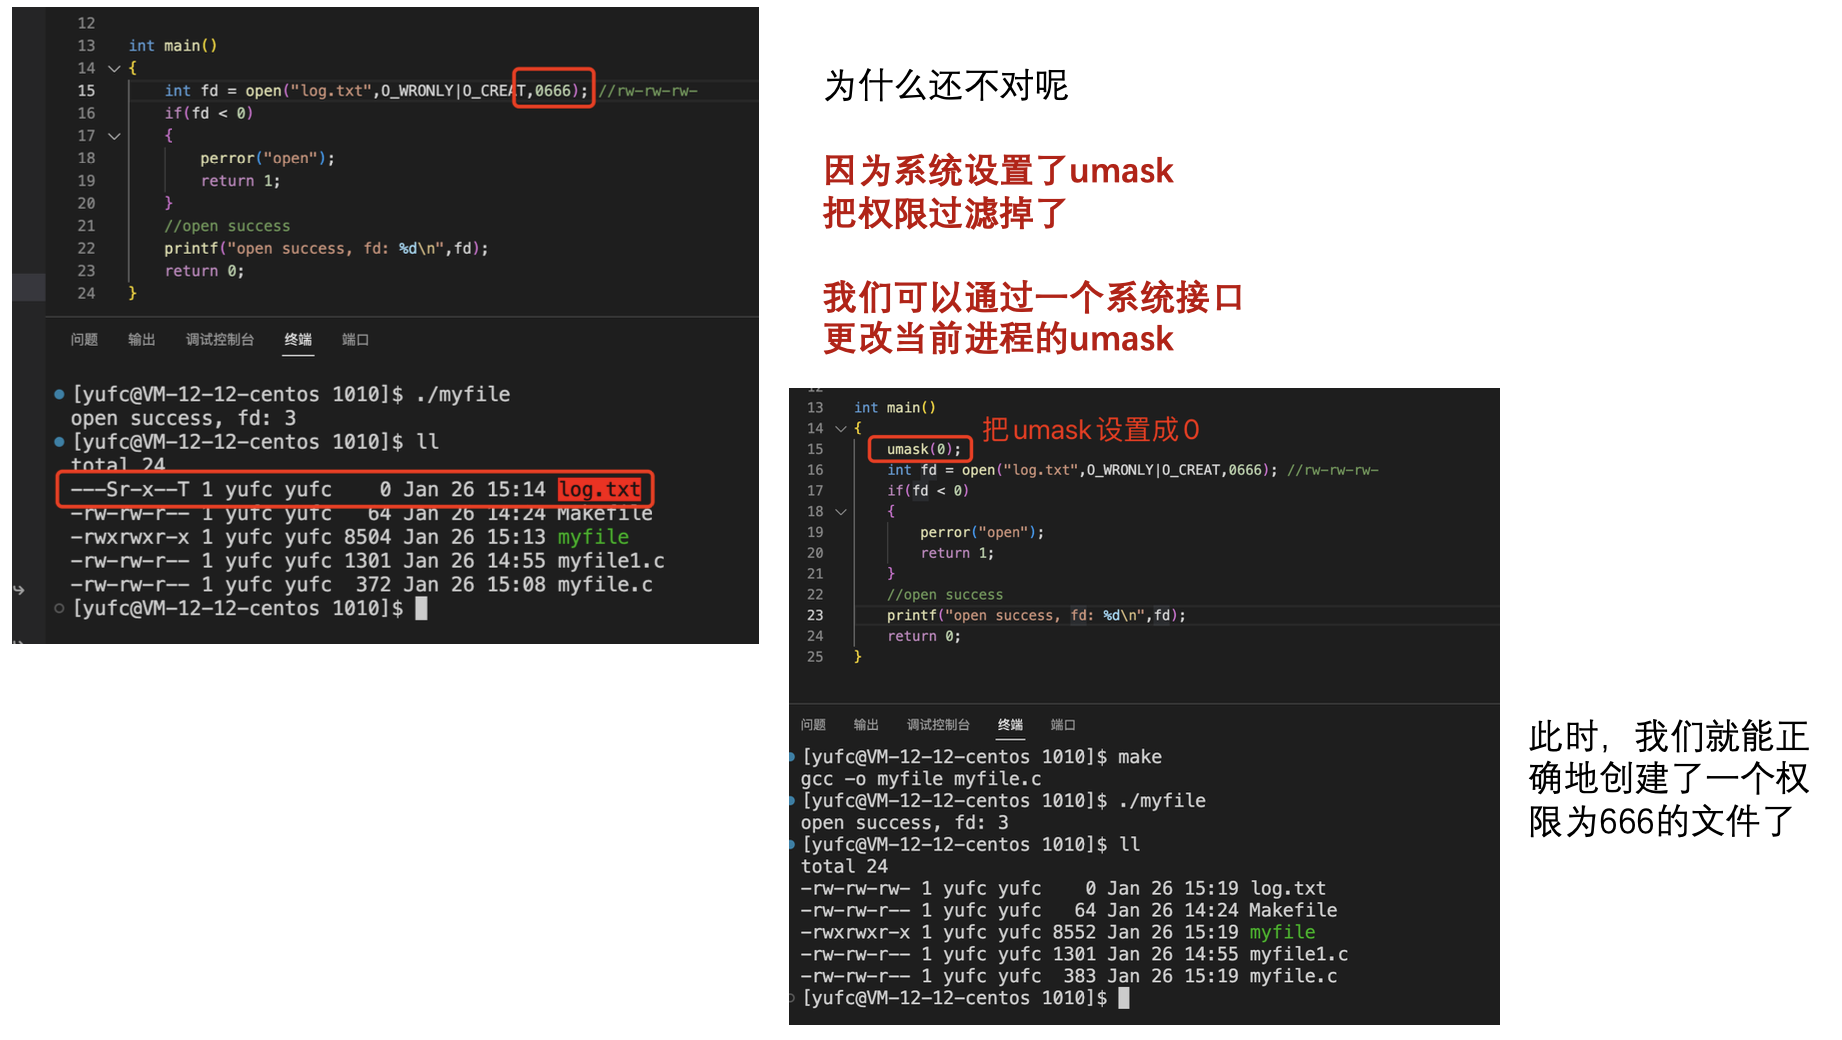 12
13 int main()
14 {
15 int fd = open("log.txt",O_WRONLY|O_CREAT,0666); //rw-rw-rw-
16 if(fd < 0)
17 {
18 perror("open");
19 return 1;
20 }
21 //open success
22 printf("open success, fd: %d\n",fd);
23 return 0;
24 }
问题 输出 调试控制台 终端 端口
[yufc@VM-12-12-centos 1010]$ ./myfile
open success, fd: 3
[yufc@VM-12-12-centos 1010]$ ll
total 24
---Sr-x--T 1 yufc yufc 0 Jan 26 15:14 log.txt
-rw-rw-r-- 1 yufc yufc 64 Jan 26 14:24 Makefile
-rwxrwxr-x 1 yufc yufc 8504 Jan 26 15:13 myfile
-rw-rw-r-- 1 yufc yufc 1301 Jan 26 14:55 myfile1.c
-rw-rw-r-- 1 yufc yufc 372 Jan 26 15:08 myfile.c
[yufc@VM-12-12-centos 1010]$
为什么还不对呢
因为系统设置了umask
把权限过滤掉了
我们可以通过一个系统接口
更改当前进程的umask
12
13 int main()
14 {
把umask设置成0
15 umask(0);
16 int fd = open("log.txt",O_WRONLY|O_CREAT,0666); //rw-rw-rw-
17 if(fd < 0)
18 {
19 perror("open");
20 return 1;
21 }
22 //open success
23 printf("open success, fd: %d\n",fd);
24 return 0;
25 }
问题 输出 调试控制台 终端 端口
[yufc@VM-12-12-centos 1010]$ make
gcc -o myfile myfile.c
[yufc@VM-12-12-centos 1010]$ ./myfile
open success, fd: 3
[yufc@VM-12-12-centos 1010]$ ll
total 24
-rw-rw-rw- 1 yufc yufc 0 Jan 26 15:19 log.txt
-rw-rw-r-- 1 yufc yufc 64 Jan 26 14:24 Makefile
-rwxrwxr-x 1 yufc yufc 8552 Jan 26 15:19 myfile
-rw-rw-r-- 1 yufc yufc 1301 Jan 26 14:55 myfile1.c
-rw-rw-r-- 1 yufc yufc 383 Jan 26 15:19 myfile.c
[yufc@VM-12-12-centos 1010]$
此时，我们就能正
确地创建了一个权
限为666的文件了